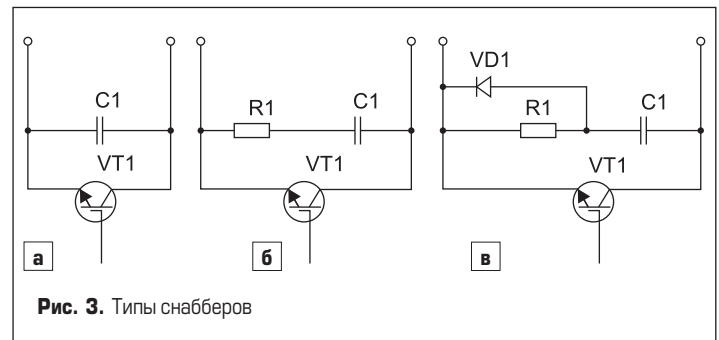 C1
VT1
а
R1
C1
VT1
б
VD1
R1
C1
VT1
в
Рис. 3. Типы снабберов